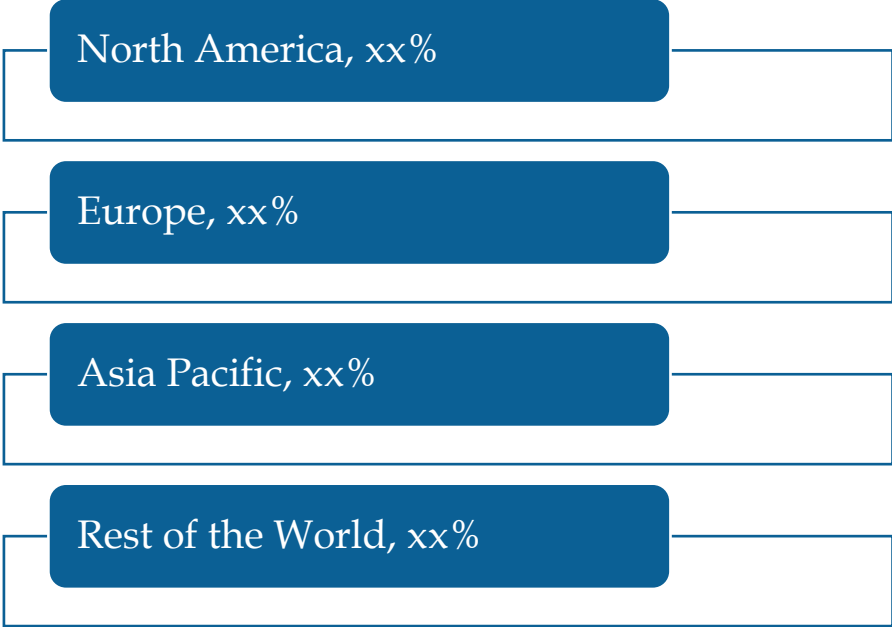 North America, xx%
Europe, xx%
Asia Pacific, xx%
Rest of the World, xx%